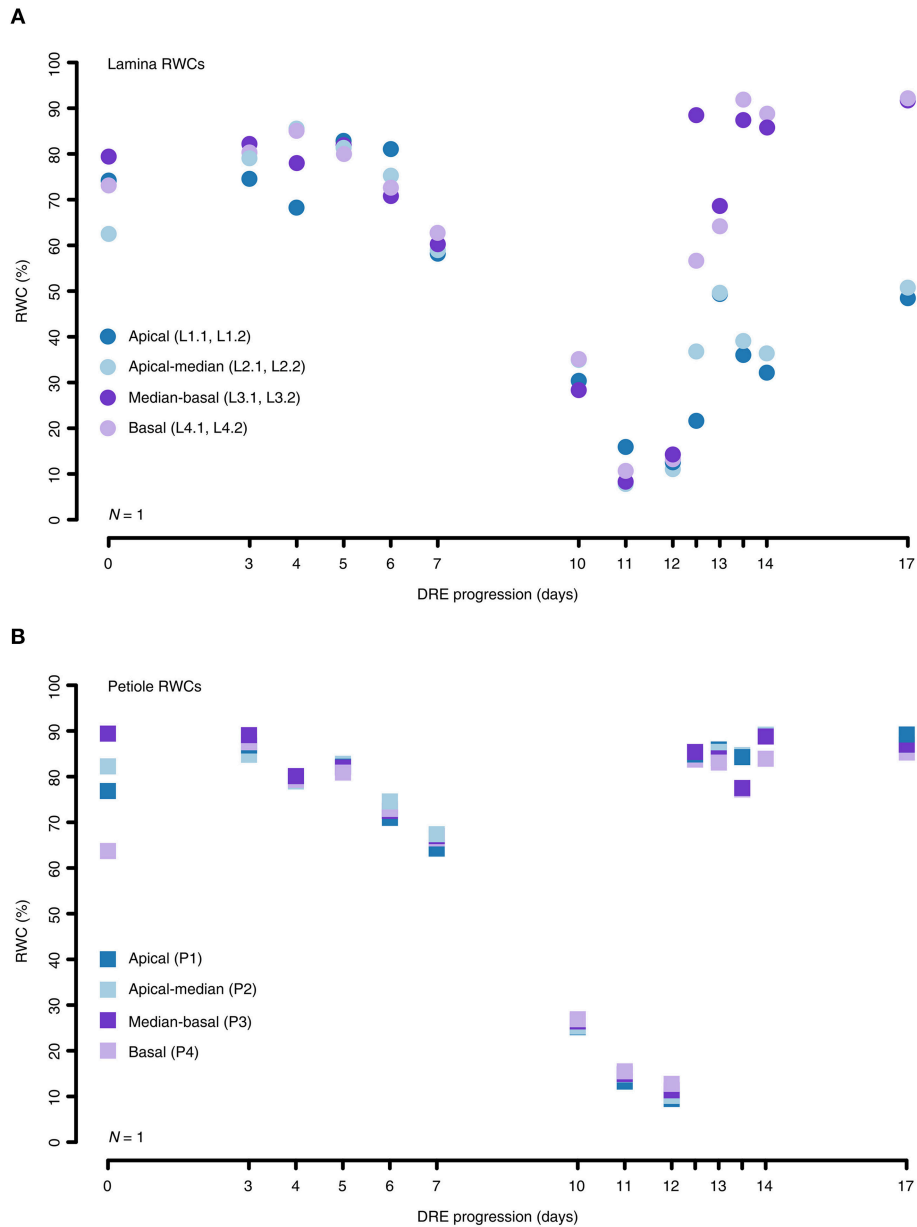 A
Lamina RWCs
100
90
80
70
60
50
40
30
20
10
0
RWC (%)
Apical (L1.1, L1.2)
Apical-median (L2.1, L2.2)
Median-basal (L3.1, L3.2)
Basal (L4.1, L4.2)
N = 1
0 3 4 5 6 7 10 11 12 13 14 17
DRE progression (days)
B
Petiole RWCs
100
90
80
70
60
50
40
30
20
10
0
RWC (%)
Apical (P1)
Apical-median (P2)
Median-basal (P3)
Basal (P4)
N = 1
0 3 4 5 6 7 10 11 12 13 14 17
DRE progression (days)